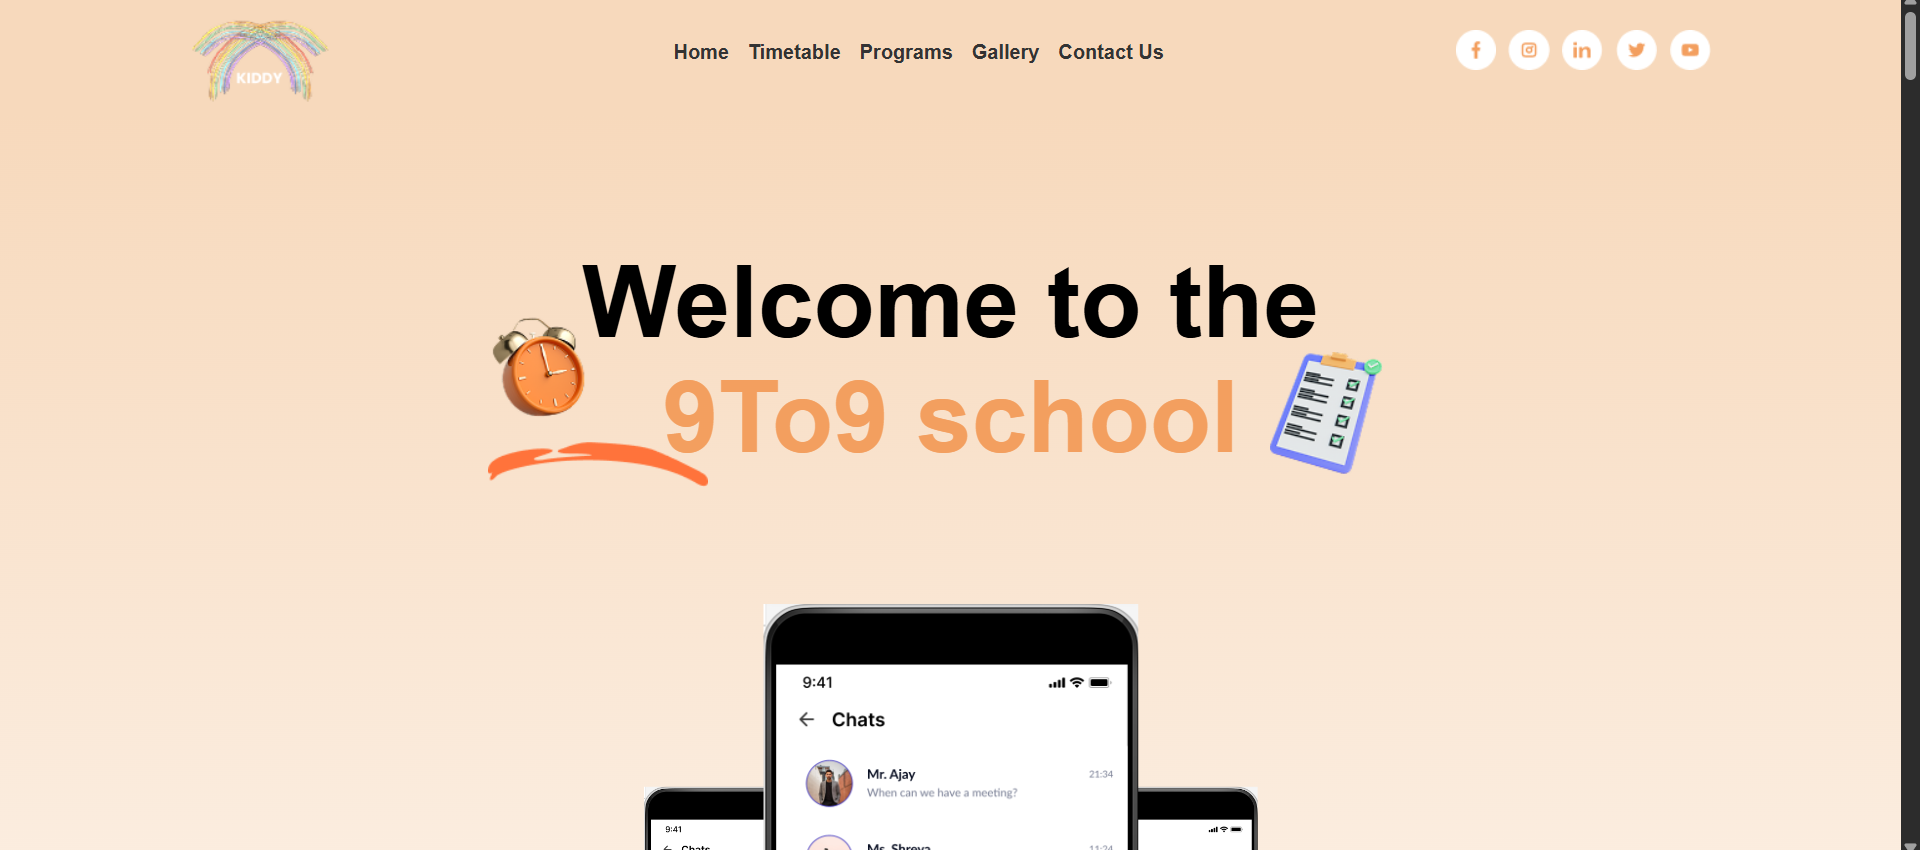 KIDDY
Home Timetable Programs Gallery Contact Us
Welcome to the
9To9 school
9:41
Chats
Mr. Ajay 21:34
When can we have a meeting?
Ms. Shreya 11:24
9:41
Chats